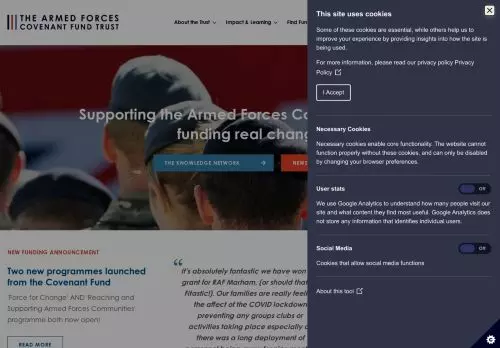 THE ARMED FORCES
COVENANT FUND TRUST
About the Trust
Impact & Learning
Find Fun
Supporting the Armed Forces Co
funding real chang
THE KNOWLEDGE NETWORK
NEWS
NEW FUNDING ANNOUNCEMENT
Two new programmes launched
from the Covenant Fund
'Force for Change' AND 'Reaching and
Supporting Armed Forces Communities'
programme both now open!
READ MORE
“
It's absolutely fantastic we have won
grant for RAF Marham, (or should tha
Fitastic!). Our families are really feelin
the affect of the COVID lockdown
preventing any groups clubs or
activities taking place especially a
there was a long deployment of
This site uses cookies
Some of these cookies are essential, while others help us to
improve your experience by providing insights into how the site is
being used.
For more information, please read our privacy policy Privacy
Policy
I Accept
Necessary Cookies
Necessary cookies enable core functionality. The website cannot
function properly without these cookies, and can only be disabled
by changing your browser preferences.
User stats
Off
We use Google Analytics to understand how many people visit our
site and what content they find most useful. Google Analytics does
not store any information that identifies individual users.
Social Media
Off
Cookies that allow social media functions
About this tool